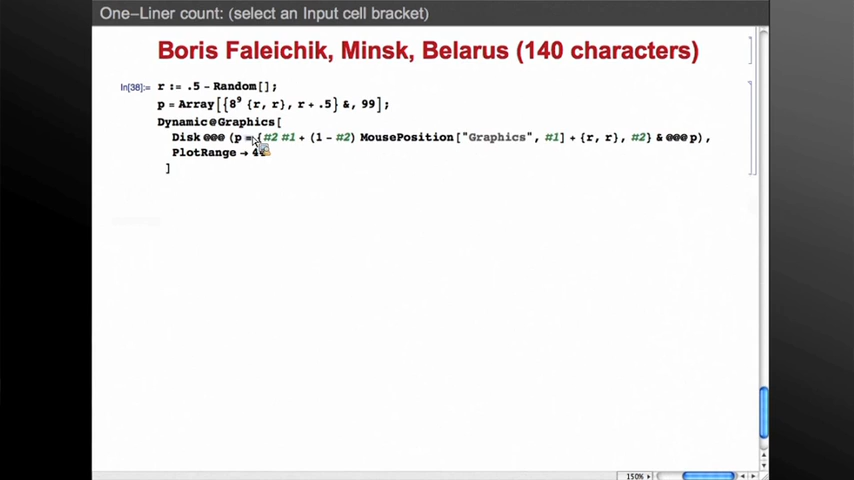 One-Liner count: (select an Input cell bracket)
Boris Faleichik, Minsk, Belarus (140 characters)
In[38]:= r := .5 - Random[];
p = Array[{8^9 {r, r}, r + .5} &, 99];
Dynamic@Graphics[
Disk @@@ (p = {#2 #1 + (1 - #2) MousePosition["Graphics", #1] + {r, r}, #2} & @@@ p),
PlotRange → 4
]
150%